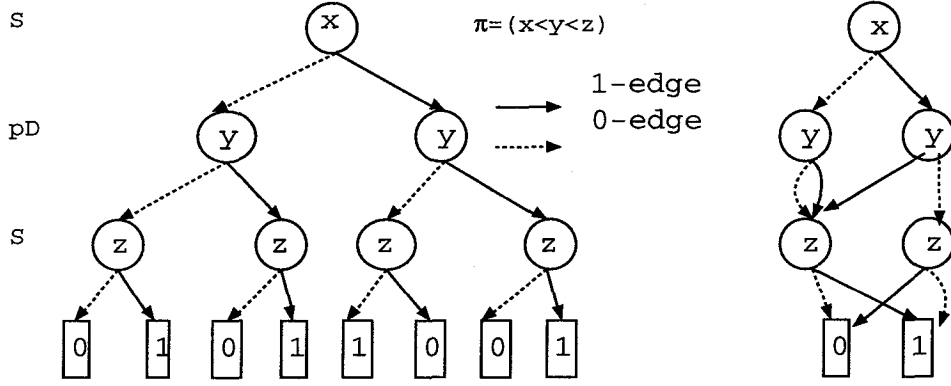 S x π=(x<y<z) x
1-edge
0-edge
pD y y y y
S z z z z z z
0 1 0 1 1 0 0 1 0 1